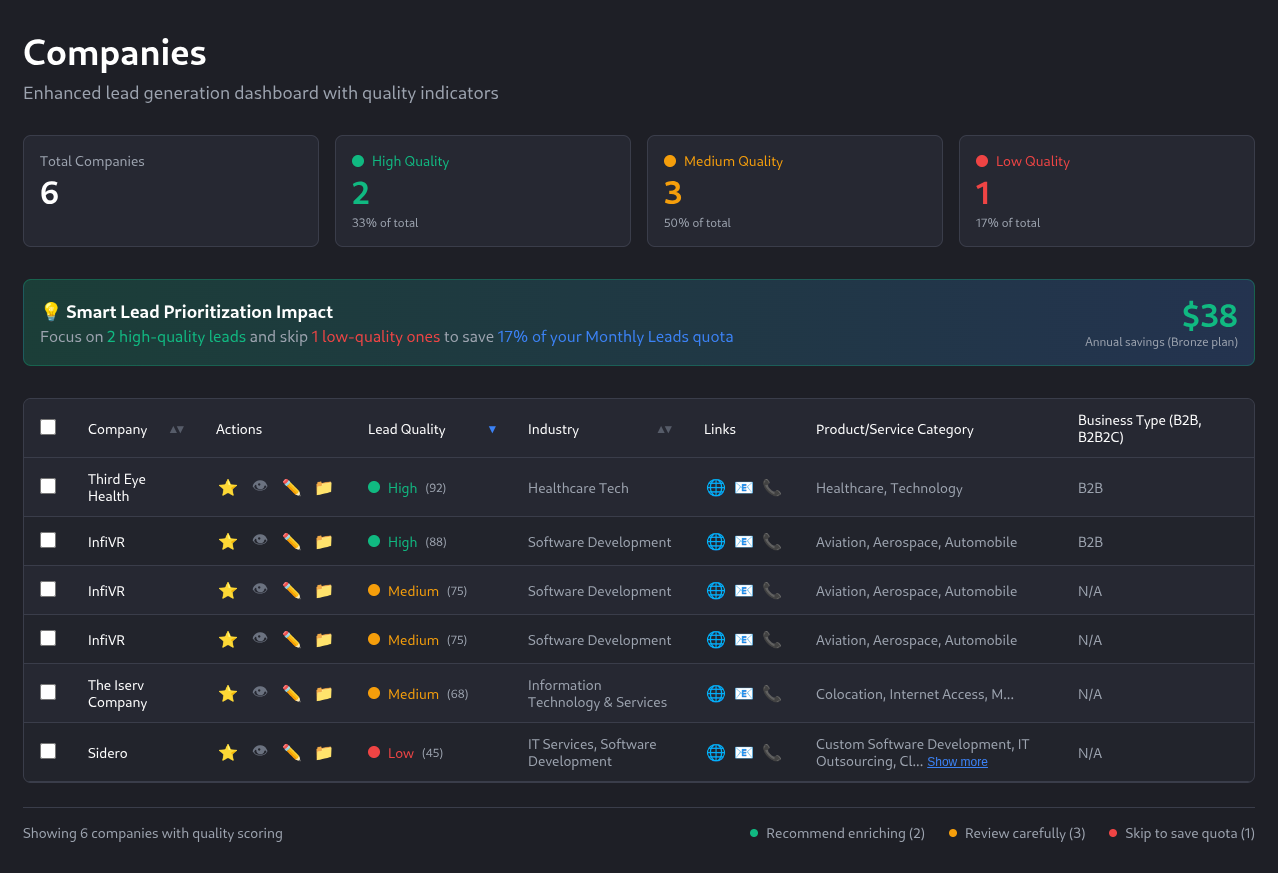 Companies
Enhanced lead generation dashboard with quality indicators
Total Companies
6
High Quality
2
33% of total
Medium Quality
3
50% of total
Low Quality
1
17% of total
💡 Smart Lead Prioritization Impact
Focus on 2 high-quality leads and skip 1 low-quality ones to save 17% of your Monthly Leads quota
$38
Annual savings (Bronze plan)
Company ▲▼ Actions Lead Quality ▼ Industry ▲▼ Links Product/Service Category Business Type (B2B,
B2B2C)
Third Eye
Health
High (92) Healthcare Tech Healthcare, Technology B2B
InfiVR High (88) Software Development Aviation, Aerospace, Automobile B2B
InfiVR Medium (75) Software Development Aviation, Aerospace, Automobile N/A
InfiVR Medium (75) Software Development Aviation, Aerospace, Automobile N/A
The Iserv
Company
Medium (68)
Information
Technology & Services
Colocation, Internet Access, M... N/A
Sidero Low (45)
IT Services, Software
Development
Custom Software Development, IT
Outsourcing, Cl... Show more
N/A
Showing 6 companies with quality scoring
Recommend enriching (2) Review carefully (3) Skip to save quota (1)